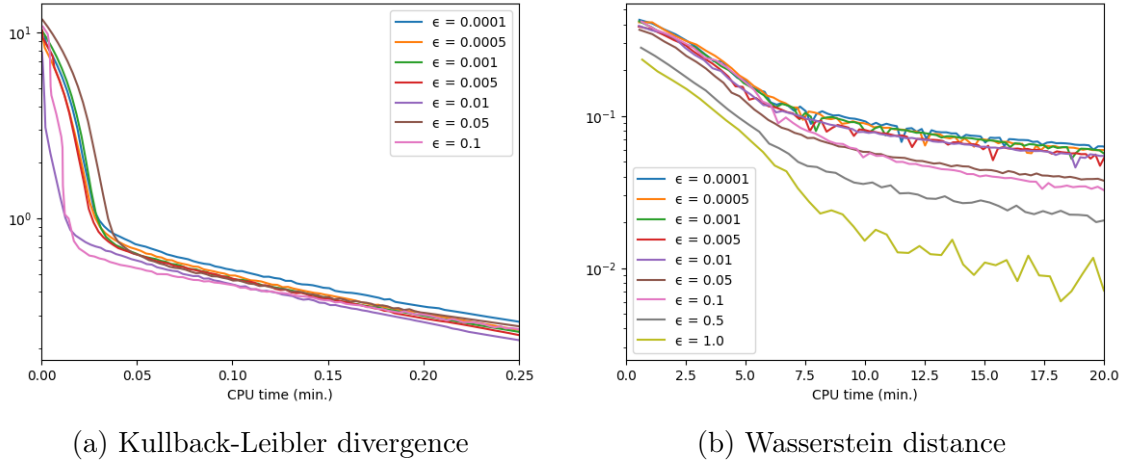 10¹
10⁰
0.00 0.05 0.10 0.15 0.20 0.25
CPU time (min.)
ϵ = 0.0001
ϵ = 0.0005
ϵ = 0.001
ϵ = 0.005
ϵ = 0.01
ϵ = 0.05
ϵ = 0.1
(a) Kullback-Leibler divergence
10⁻¹
10⁻²
ϵ = 0.0001
ϵ = 0.0005
ϵ = 0.001
ϵ = 0.005
ϵ = 0.01
ϵ = 0.05
ϵ = 0.1
ϵ = 0.5
ϵ = 1.0
0.0 2.5 5.0 7.5 10.0 12.5 15.0 17.5 20.0
CPU time (min.)
(b) Wasserstein distance